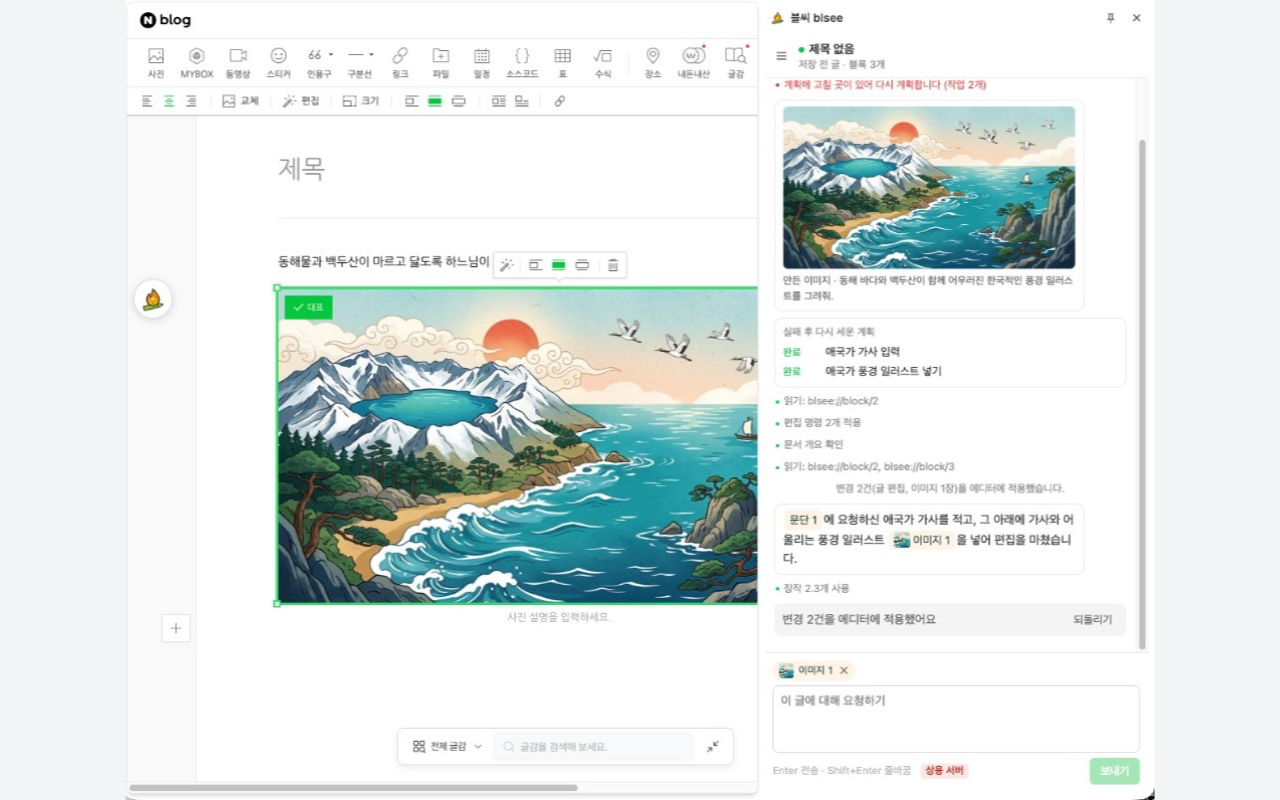 N blog
사진
MYBOX
동영상
스티커
66
인용구
구분선
링크
파일
일정
{ }
소스코드
표
수식
장소
내돈내산
글감
교체
편집
크기
제목
동해물과 백두산이 마르고 닳도록 하느님이
대표
사진 설명을 입력하세요.
전체 글감
글감을 검색해 보세요.
불씨 blsee
제목 없음
저장 전 글 · 블록 3개
계획에 고칠 곳이 있어 다시 계획합니다 (작업 2개)
만든 이미지 · 동해 바다와 백두산이 함께 어우러진 한국적인 풍경 일러스
트를 그려줘.
실패 후 다시 세운 계획
완료 애국가 가사 입력
완료 애국가 풍경 일러스트 넣기
읽기: blsee://block/2
편집 명령 2개 적용
문서 개요 확인
읽기: blsee://block/2, blsee://block/3
변경 2건(글 편집, 이미지 1장)을 에디터에 적용했습니다.
문단 1 에 요청하신 애국가 가사를 적고, 그 아래에 가사와 어
울리는 풍경 일러스트 이미지 1 을 넣어 편집을 마쳤습니
다.
장작 2.3개 사용
변경 2건을 에디터에 적용했어요 되돌리기
이미지 1
이 글에 대해 요청하기
Enter 전송 · Shift+Enter 줄바꿈 상용 서버 보내기